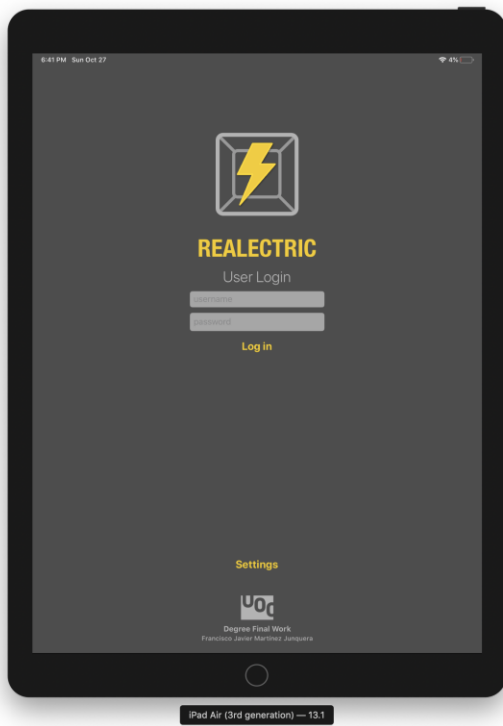 6:41 PM Sun Oct 27
4%
REALECTRIC
User Login
username
password
Log in
Settings
UOC
Degree Final Work
Francisco Javier Martínez Junquera
iPad Air (3rd generation) — 13.1